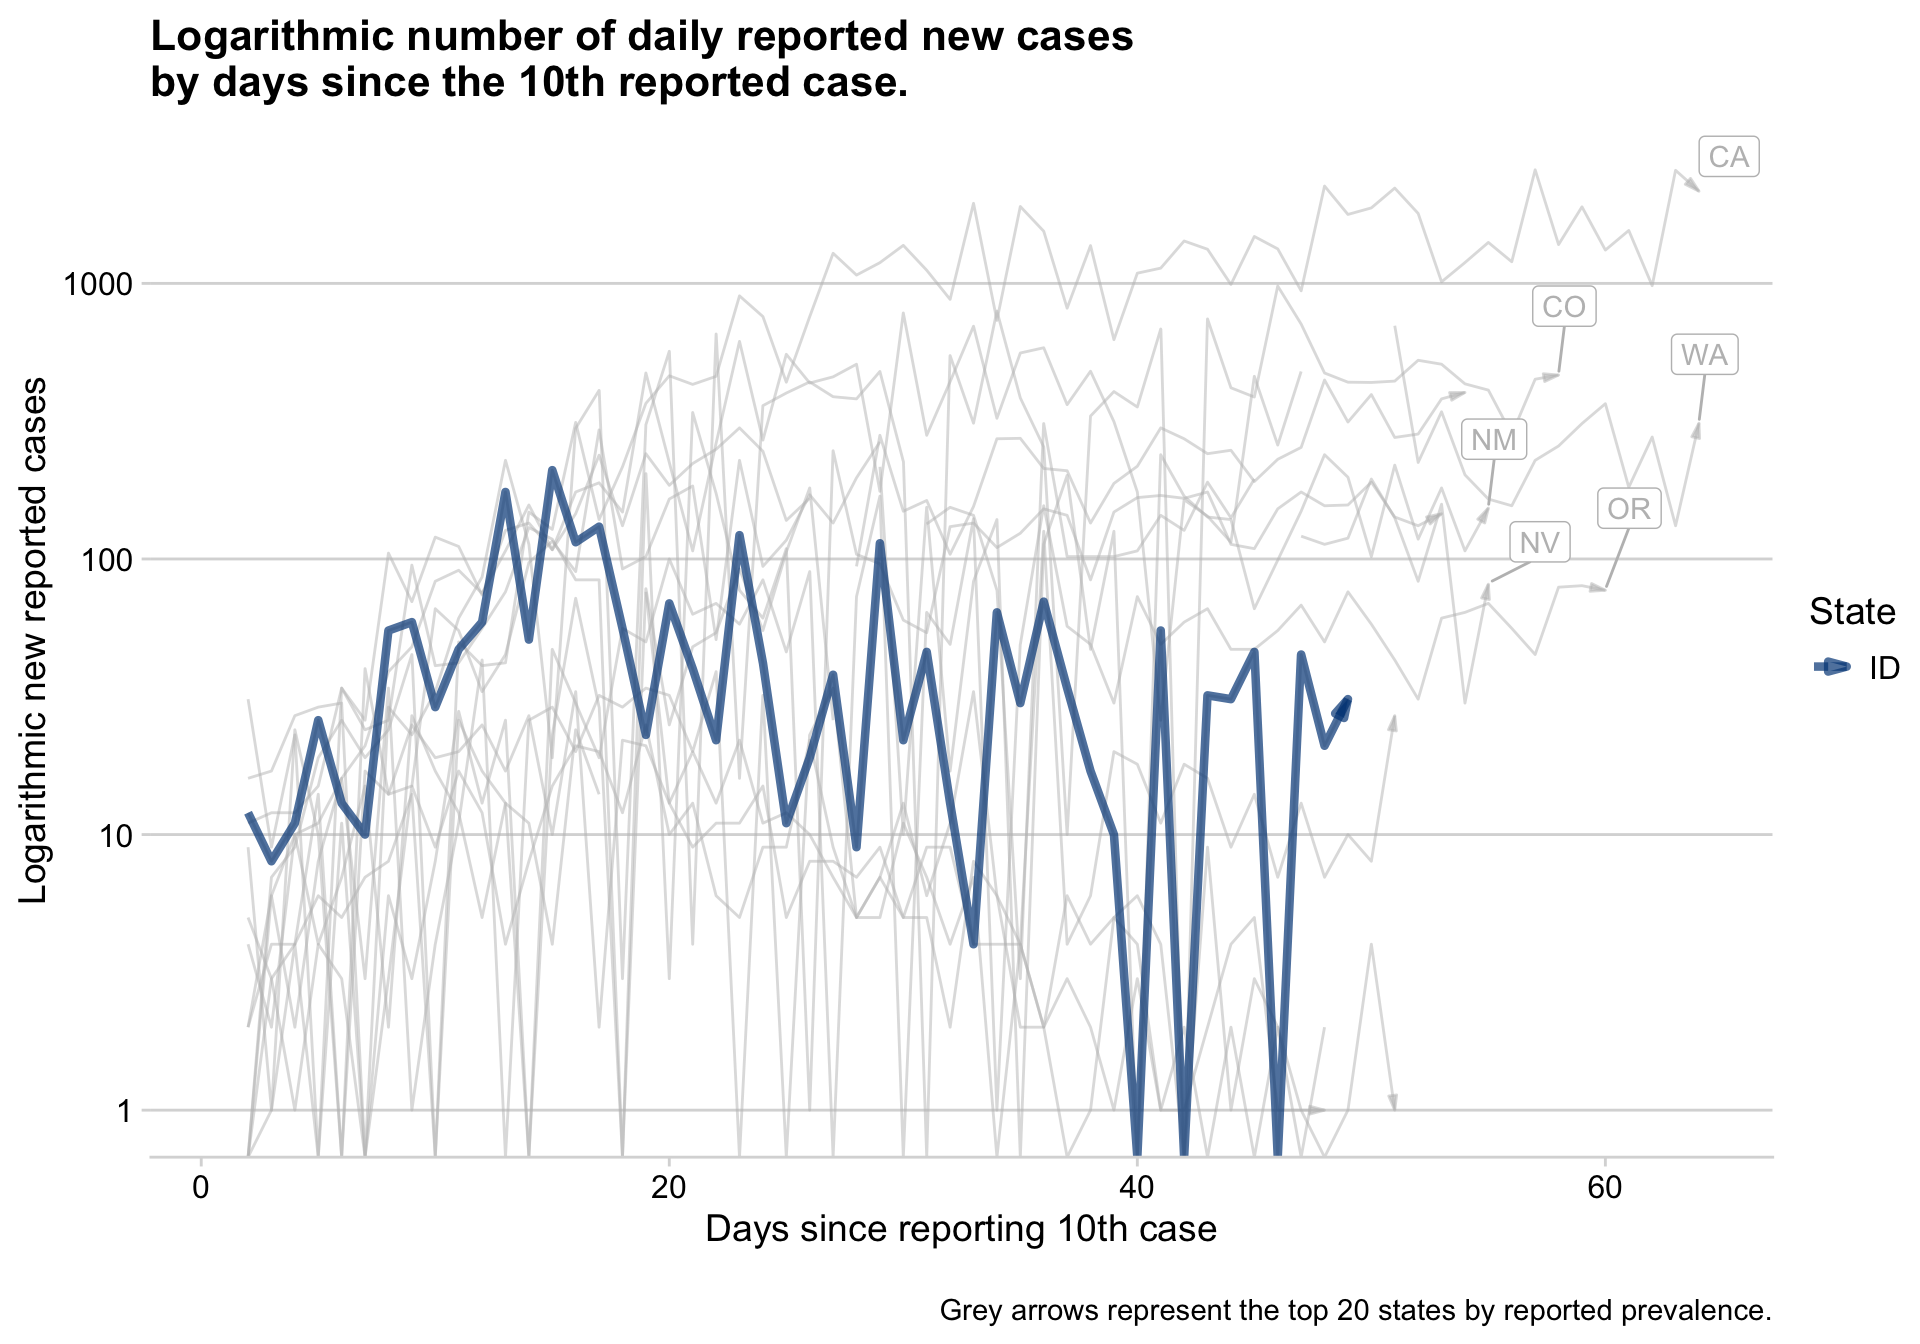 Logarithmic number of daily reported new cases
by days since the 10th reported case.
Logarithmic new reported cases
1000
100
10
1
CA
CO
WA
NM
OR
NV
State
ID
0 20 40 60
Days since reporting 10th case
Grey arrows represent the top 20 states by reported prevalence.